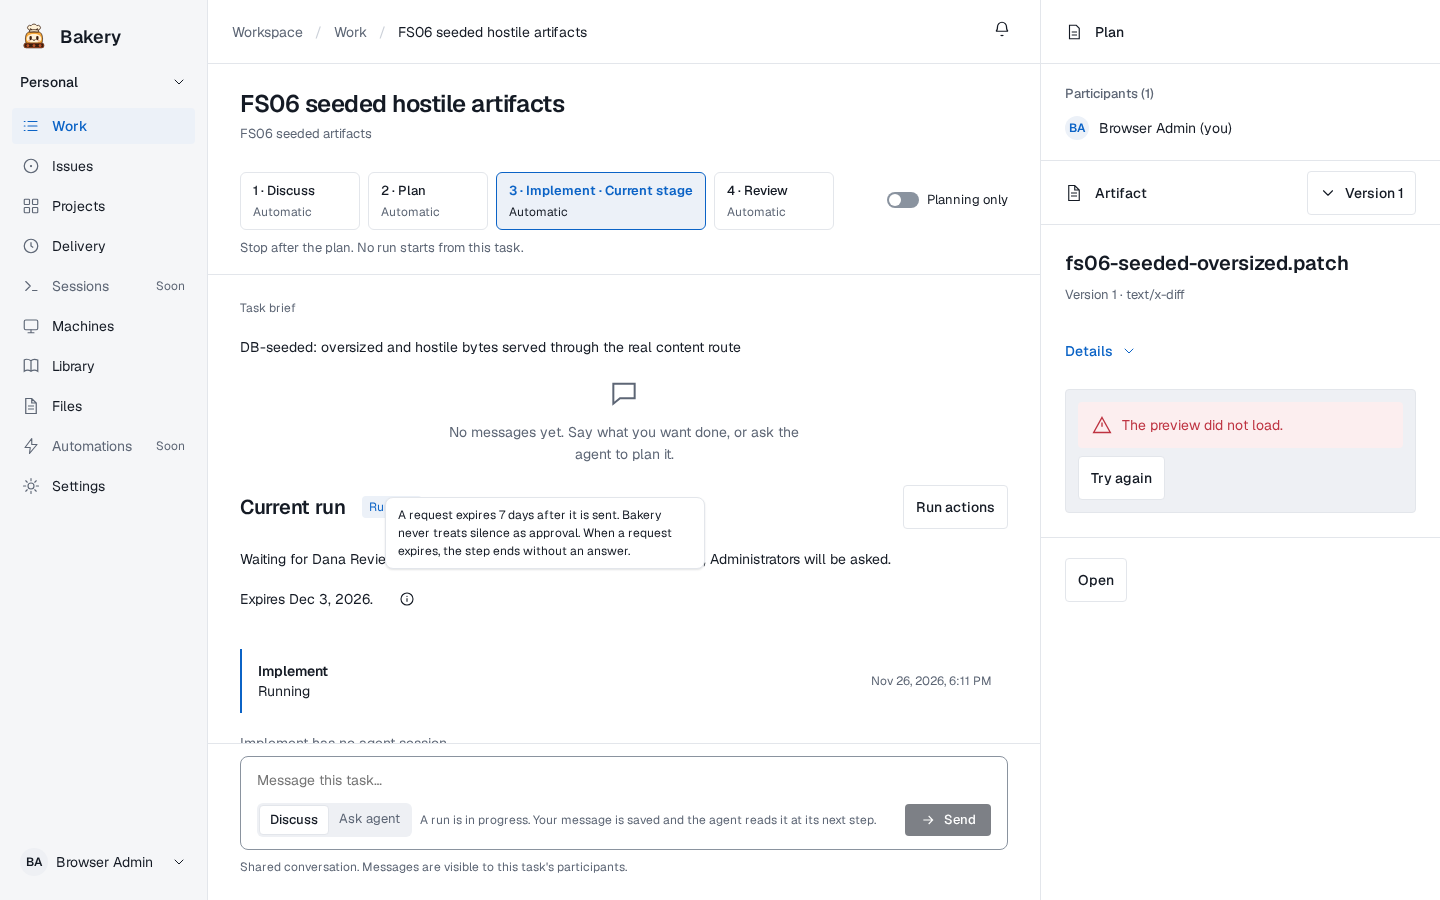 Bakery
Personal
Work
Issues
Projects
Delivery
Sessions Soon
Machines
Library
Files
Automations Soon
Settings
BA Browser Admin
Workspace / Work / FS06 seeded hostile artifacts
FS06 seeded hostile artifacts
FS06 seeded artifacts
1 · Discuss
Automatic
2 · Plan
Automatic
3 · Implement · Current stage
Automatic
4 · Review
Automatic
Planning only
Stop after the plan. No run starts from this task.
Task brief
DB-seeded: oversized and hostile bytes served through the real content route
No messages yet. Say what you want done, or ask the
agent to plan it.
Current run
Run actions
A request expires 7 days after it is sent. Bakery
never treats silence as approval. When a request
expires, the step ends without an answer.
Waiting for Dana Administrators will be asked.
Expires Dec 3, 2026.
Implement
Running
Nov 26, 2026, 6:11 PM
Implement has no agent session
Message this task...
Discuss Ask agent A run is in progress. Your message is saved and the agent reads it at its next step. Send
Shared conversation. Messages are visible to this task's participants.
Plan
Participants (1)
BA Browser Admin (you)
Artifact Version 1
fs06-seeded-oversized.patch
Version 1 · text/x-diff
Details
The preview did not load.
Try again
Open